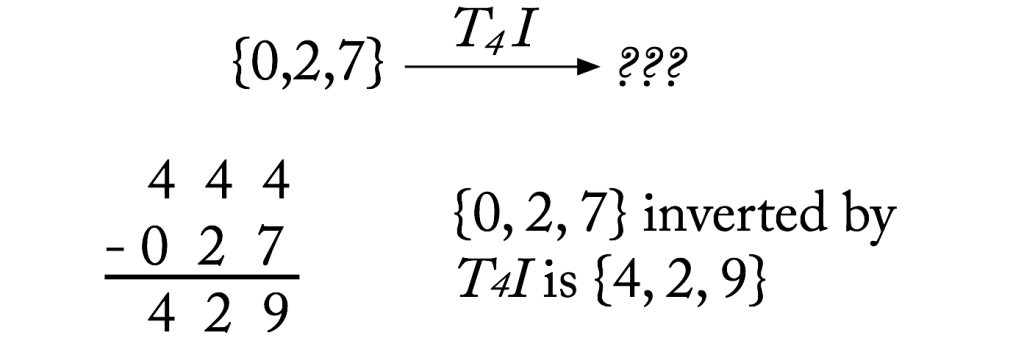 T₄I
{0,2,7} ???
4 4 4
- 0 2 7
4 2 9
{0, 2, 7} inverted by
T₄I is {4, 2, 9}